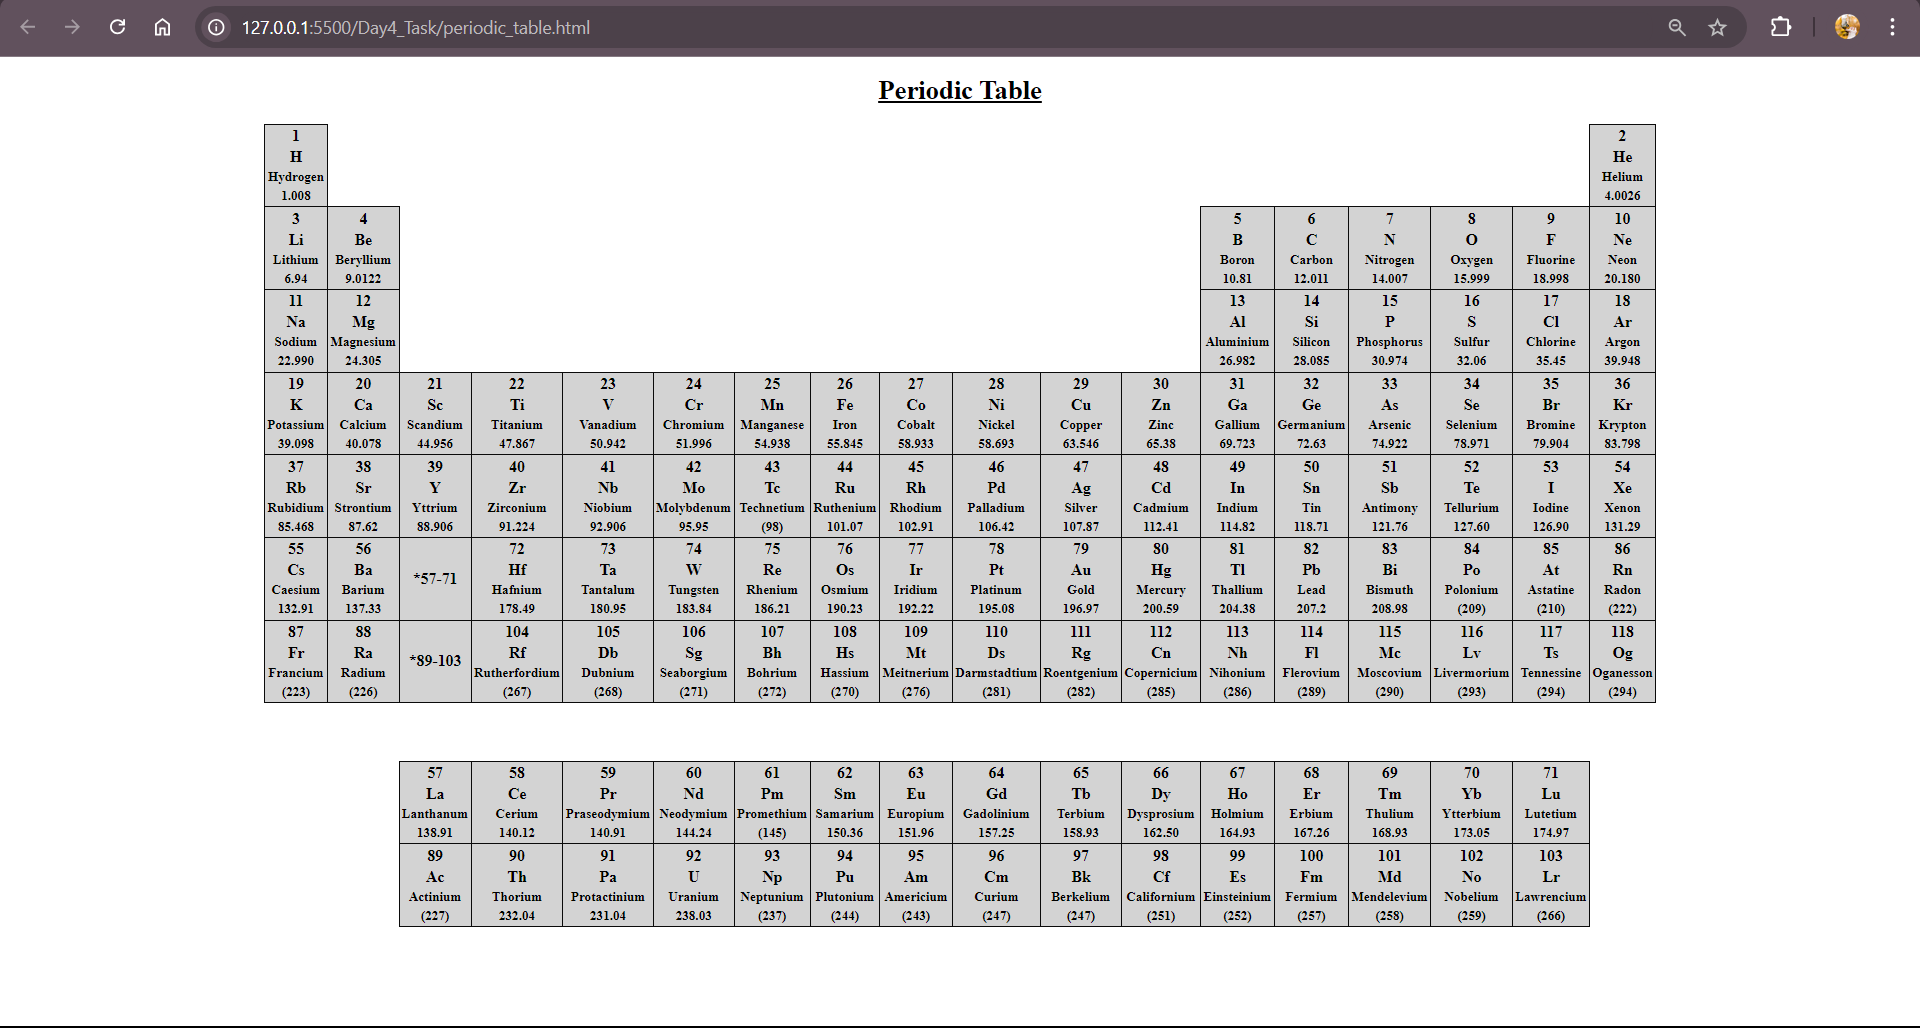 127.0.0.1:5500/Day4_Task/periodic_table.html
Periodic Table
1 2
H He
Hydrogen Helium
1.008 4.0026
3 4 5 6 7 8 9 10
Li Be B C N O F Ne
Lithium Beryllium Boron Carbon Nitrogen Oxygen Fluorine Neon
6.94 9.0122 10.81 12.011 14.007 15.999 18.998 20.180
11 12 13 14 15 16 17 18
Na Mg Al Si P S Cl Ar
Sodium Magnesium Aluminium Silicon Phosphorus Sulfur Chlorine Argon
22.990 24.305 26.982 28.085 30.974 32.06 35.45 39.948
19 20 21 22 23 24 25 26 27 28 29 30 31 32 33 34 35 36
K Ca Sc Ti V Cr Mn Fe Co Ni Cu Zn Ga Ge As Se Br Kr
Potassium Calcium Scandium Titanium Vanadium Chromium Manganese Iron Cobalt Nickel Copper Zinc Gallium Germanium Arsenic Selenium Bromine Krypton
39.098 40.078 44.956 47.867 50.942 51.996 54.938 55.845 58.933 58.693 63.546 65.38 69.723 72.63 74.922 78.971 79.904 83.798
37 38 39 40 41 42 43 44 45 46 47 48 49 50 51 52 53 54
Rb Sr Y Zr Nb Mo Tc Ru Rh Pd Ag Cd In Sn Sb Te I Xe
Rubidium Strontium Yttrium Zirconium Niobium Molybdenum Technetium Ruthenium Rhodium Palladium Silver Cadmium Indium Tin Antimony Tellurium Iodine Xenon
85.468 87.62 88.906 91.224 92.906 95.95 (98) 101.07 102.91 106.42 107.87 112.41 114.82 118.71 121.76 127.60 126.90 131.29
55 56 72 73 74 75 76 77 78 79 80 81 82 83 84 85 86
Cs Ba *57-71 Hf Ta W Re Os Ir Pt Au Hg Tl Pb Bi Po At Rn
Caesium Barium Hafnium Tantalum Tungsten Rhenium Osmium Iridium Platinum Gold Mercury Thallium Lead Bismuth Polonium Astatine Radon
132.91 137.33 178.49 180.95 183.84 186.21 190.23 192.22 195.08 196.97 200.59 204.38 207.2 208.98 (209) (210) (222)
87 88 104 105 106 107 108 109 110 111 112 113 114 115 116 117 118
Fr Ra *89-103 Rf Db Sg Bh Hs Mt Ds Rg Cn Nh Fl Mc Lv Ts Og
Francium Radium Rutherfordium Dubnium Seaborgium Bohrium Hassium Meitnerium Darmstadtium Roentgenium Copernicium Nihonium Flerovium Moscovium Livermorium Tennessine Oganesson
(223) (226) (267) (268) (271) (272) (270) (276) (281) (282) (285) (286) (289) (290) (293) (294) (294)
57 58 59 60 61 62 63 64 65 66 67 68 69 70 71
La Ce Pr Nd Pm Sm Eu Gd Tb Dy Ho Er Tm Yb Lu
Lanthanum Cerium Praseodymium Neodymium Promethium Samarium Europium Gadolinium Terbium Dysprosium Holmium Erbium Thulium Ytterbium Lutetium
138.91 140.12 140.91 144.24 (145) 150.36 151.96 157.25 158.93 162.50 164.93 167.26 168.93 173.05 174.97
89 90 91 92 93 94 95 96 97 98 99 100 101 102 103
Ac Th Pa U Np Pu Am Cm Bk Cf Es Fm Md No Lr
Actinium Thorium Protactinium Uranium Neptunium Plutonium Americium Curium Berkelium Californium Einsteinium Fermium Mendelevium Nobelium Lawrencium
(227) 232.04 231.04 238.03 (237) (244) (243) (247) (247) (251) (252) (257) (258) (259) (266)